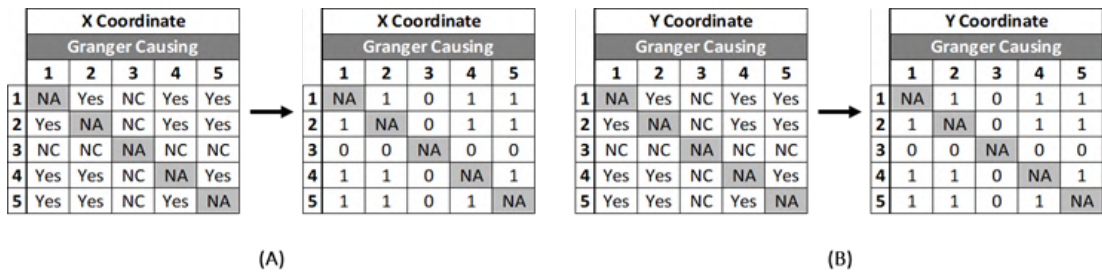 X Coordinate X Coordinate Y Coordinate Y Coordinate
Granger Causing Granger Causing Granger Causing Granger Causing
1 2 3 4 5 1 2 3 4 5 1 2 3 4 5 1 2 3 4 5
1 NA Yes NC Yes Yes 1 NA 1 0 1 1 1 NA Yes NC Yes Yes 1 NA 1 0 1 1
2 Yes NA NC Yes Yes 2 1 NA 0 1 1 2 Yes NA NC Yes Yes 2 1 NA 0 1 1
3 NC NC NA NC NC 3 0 0 NA 0 0 3 NC NC NA NC NC 3 0 0 NA 0 0
4 Yes Yes NC NA Yes 4 1 1 0 NA 1 4 Yes Yes NC NA Yes 4 1 1 0 NA 1
5 Yes Yes NC Yes NA 5 1 1 0 1 NA 5 Yes Yes NC Yes NA 5 1 1 0 1 NA
(A) (B)